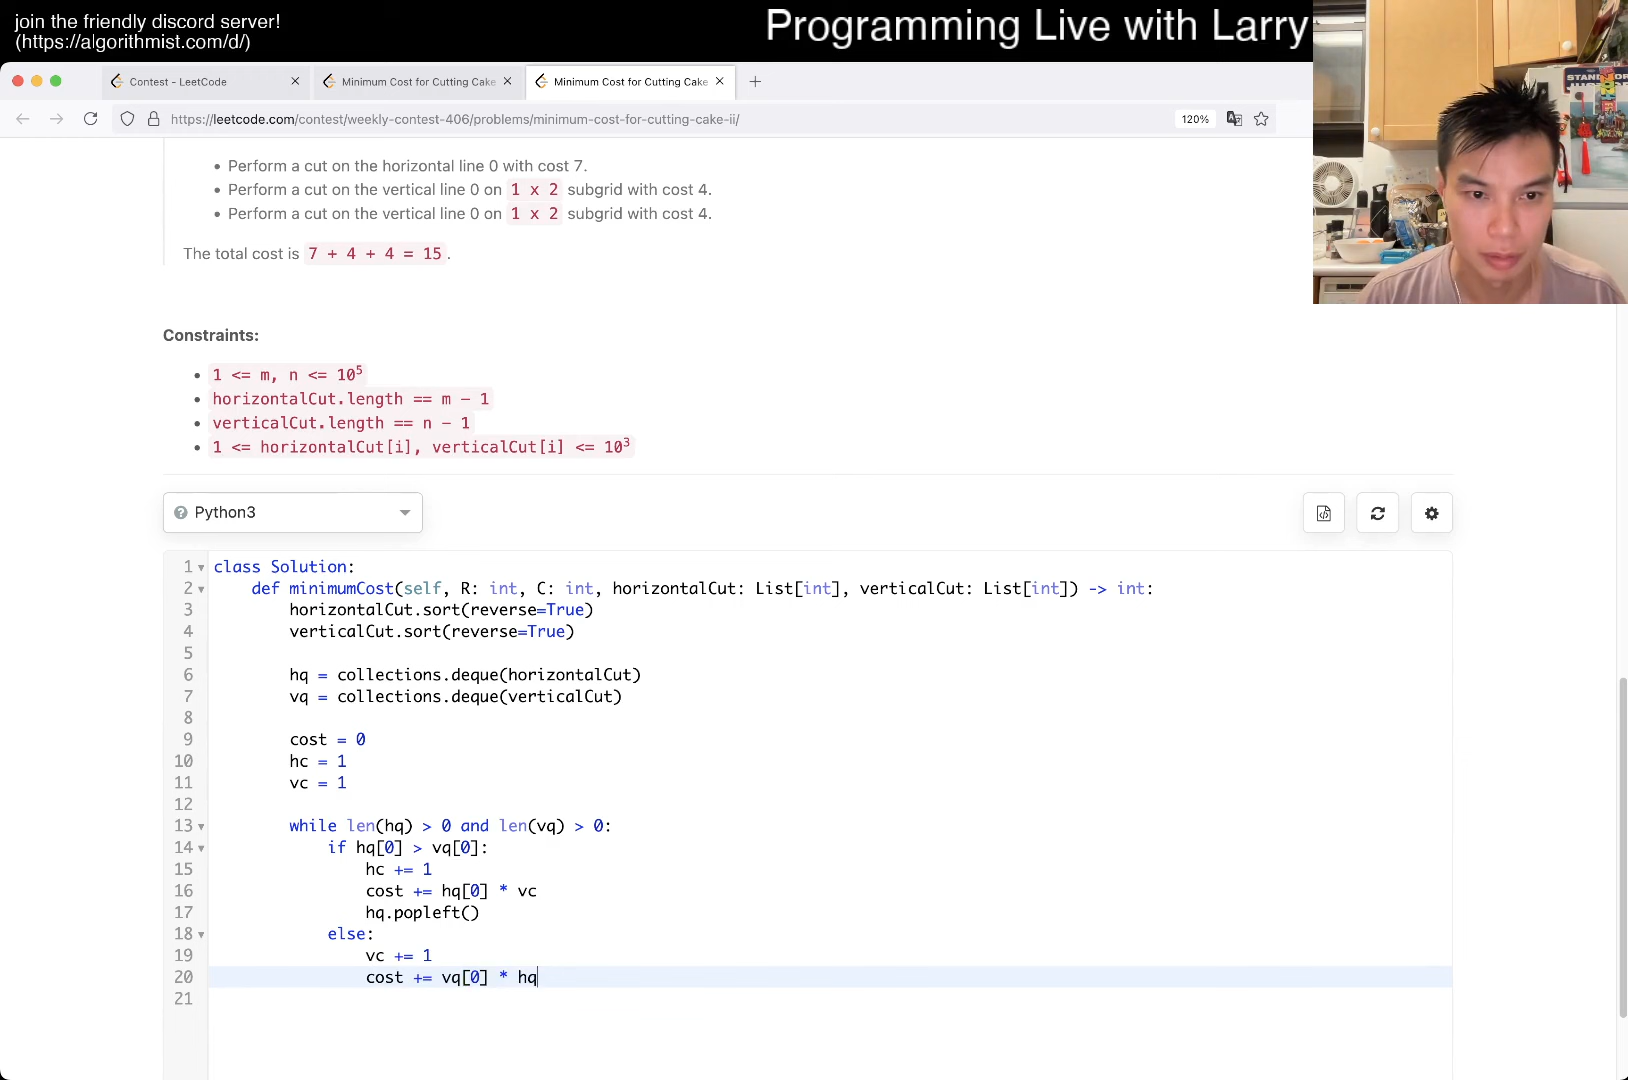 join the friendly discord server!
(https://algorithmist.com/d/)
Programming Live with Larry
Contest - LeetCode
Minimum Cost for Cutting Cake
Minimum Cost for Cutting Cake
https://leetcode.com/contest/weekly-contest-406/problems/minimum-cost-for-cutting-cake-ii/
120%
• Perform a cut on the horizontal line 0 with cost 7.
• Perform a cut on the vertical line 0 on 1 x 2 subgrid with cost 4.
• Perform a cut on the vertical line 0 on 1 x 2 subgrid with cost 4.
The total cost is 7 + 4 + 4 = 15.
Constraints:
• 1 <= m, n <= 10⁵
• horizontalCut.length == m - 1
• verticalCut.length == n - 1
• 1 <= horizontalCut[i], verticalCut[i] <= 10³
Python3
1 class Solution:
2 def minimumCost(self, R: int, C: int, horizontalCut: List[int], verticalCut: List[int]) -> int:
3 horizontalCut.sort(reverse=True)
4 verticalCut.sort(reverse=True)
5
6 hq = collections.deque(horizontalCut)
7 vq = collections.deque(verticalCut)
8
9 cost = 0
10 hc = 1
11 vc = 1
12
13 while len(hq) > 0 and len(vq) > 0:
14 if hq[0] > vq[0]:
15 hc += 1
16 cost += hq[0] * vc
17 hq.popleft()
18 else:
19 vc += 1
20 cost += vq[0] * hq
21